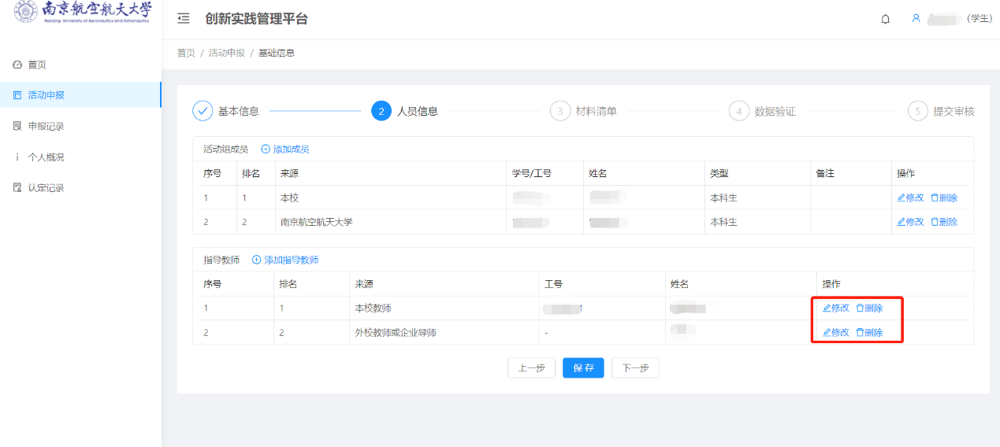 南京航空航天大学
Nanjing University of Aeronautics and Astronautics
创新实践管理平台
(学生)
首页 / 活动申报 / 基础信息
首页
活动申报
申报记录
个人概况
认定记录
基本信息
2 人员信息
3 材料清单
4 数据验证
5 提交审核
活动组成员 添加成员
序号 排名 来源 学号/工号 姓名 类型 备注 操作
1 1 本校 本科生 修改 删除
2 2 南京航空航天大学 本科生 修改 删除
指导教师 添加指导教师
序号 排名 来源 工号 姓名 操作
1 1 本校教师 修改 删除
2 2 外校教师或企业导师 - 修改 删除
上一步 保存 下一步